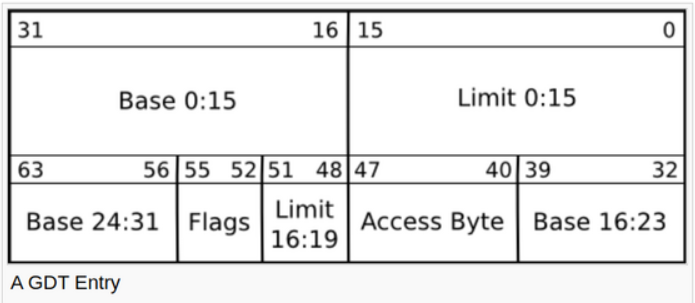 31 16 15 0
Base 0:15 Limit 0:15
63 56 55 52 51 48 47 40 39 32
Base 24:31 Flags Limit 16:19 Access Byte Base 16:23
A GDT Entry